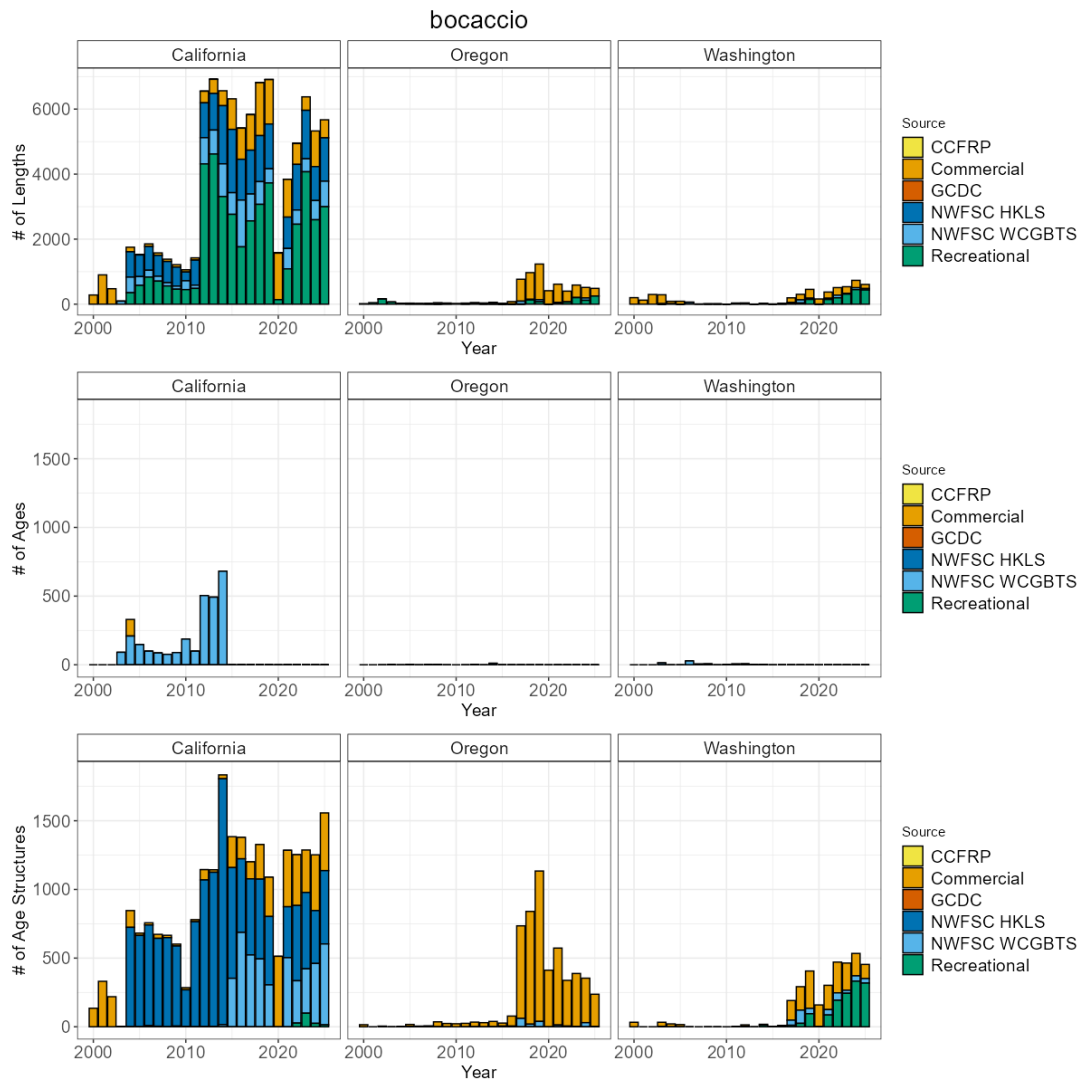 bocaccio
California Oregon Washington
# of Lengths
6000
4000
2000
0
2000 2010 2020 2000 2010 2020 2000 2010 2020
Year
Source
CCFRP
Commercial
GCDC
NWFSC HKLS
NWFSC WCGBTS
Recreational
California Oregon Washington
# of Ages
1500
1000
500
0
2000 2010 2020 2000 2010 2020 2000 2010 2020
Year
Source
CCFRP
Commercial
GCDC
NWFSC HKLS
NWFSC WCGBTS
Recreational
California Oregon Washington
# of Age Structures
1500
1000
500
0
2000 2010 2020 2000 2010 2020 2000 2010 2020
Year
Source
CCFRP
Commercial
GCDC
NWFSC HKLS
NWFSC WCGBTS
Recreational